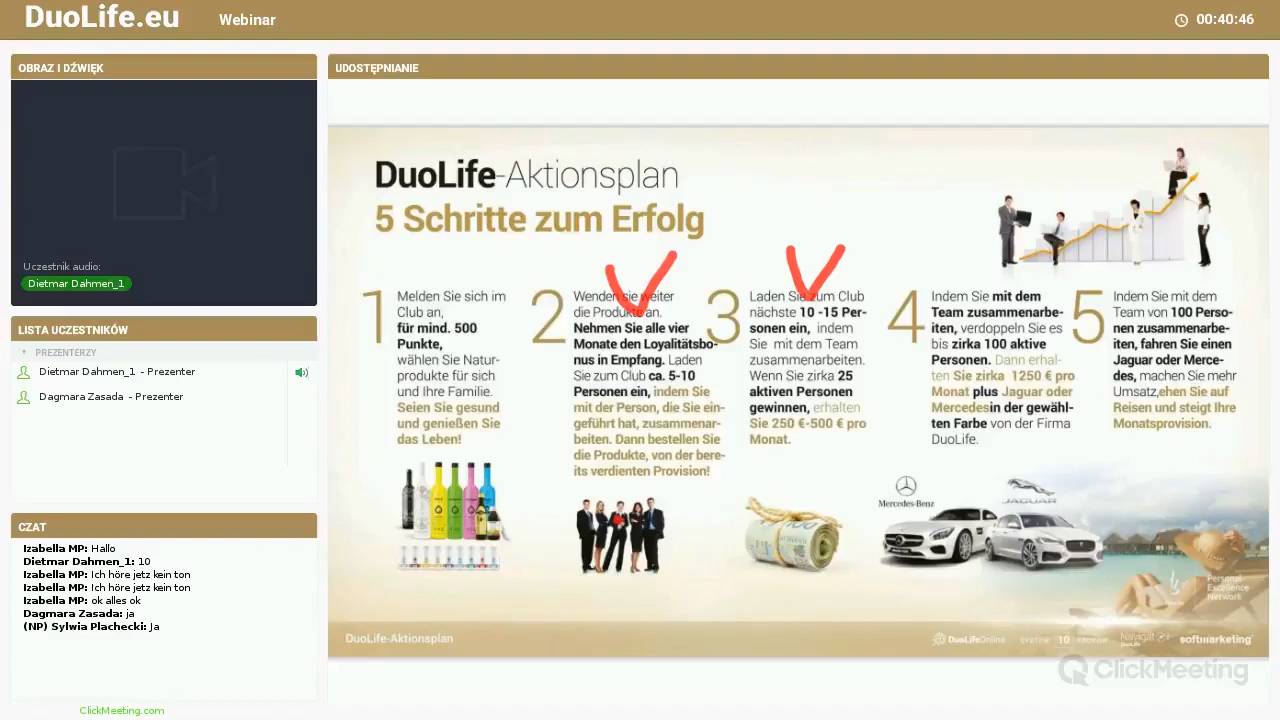 DuoLife.eu
Webinar
00:40:46
OBRAZ I DŹWIĘK
Uczestnik audio:
Dietmar Dahmen_1
LISTA UCZESTNIKÓW
PREZENTERZY
Dietmar Dahmen_1 - Prezenter
Dagmara Zasada - Prezenter
CZAT
Izabella MP: Hallo
Dietmar Dahmen_1: 10
Izabella MP: Ich höre jetz kein ton
Izabella MP: Ich höre jetz kein ton
Izabella MP: ok alles ok
Dagmara Zasada: ja
(NP) Sylwia Plachecki: Ja
ClickMeeting.com
UDOSTĘPNIANIE
DuoLife-Aktionsplan
5 Schritte zum Erfolg
1
Melden Sie sich im
Club an,
für mind. 500
Punkte,
wählen Sie Natur-
produkte für sich
und Ihre Familie.
Seien Sie gesund
und genießen Sie
das Leben!
2
Wenden sie weiter
die Produkte an.
Nehmen Sie alle vier
Monate den Loyalitätsbo-
nus in Empfang. Laden
Sie zum Club ca. 5-10
Personen ein, indem Sie
mit der Person, die Sie ein-
geführt hat, zusammenar-
beiten. Dann bestellen Sie
die Produkte, von der bere-
its verdienten Provision!
3
Laden Sie zum Club
nächste 10 -15 Per-
sonen ein, indem
Sie mit dem Team
zusammenarbeiten.
Wenn Sie zirka 25
aktiven Personen
gewinnen, erhalten
Sie 250 €-500 € pro
Monat.
4
Indem Sie mit dem
Team zusammenarbe-
iten, verdoppeln Sie es
bis zirka 100 aktive
Personen. Dann erhal-
ten Sie zirka 1250 € pro
Monat plus Jaguar oder
Mercedesin der gewähl-
ten Farbe von der Firma
DuoLife.
5
Indem Sie mit dem
Team von 100 Perso-
nen zusammenarbe-
iten, fahren Sie einen
Jaguar oder Merce-
des, machen Sie mehr
Umsatz,ehen Sie auf
Reisen und steigt Ihre
Monatsprovision.
Mercedes-Benz
JAGUAR
Personal
Excellence
Network
DuoLife-Aktionsplan
DuoLifeOnline
SYSTEM 10 KROKÓW
Navigator
DuoLife
softmarketing
ClickMeeting